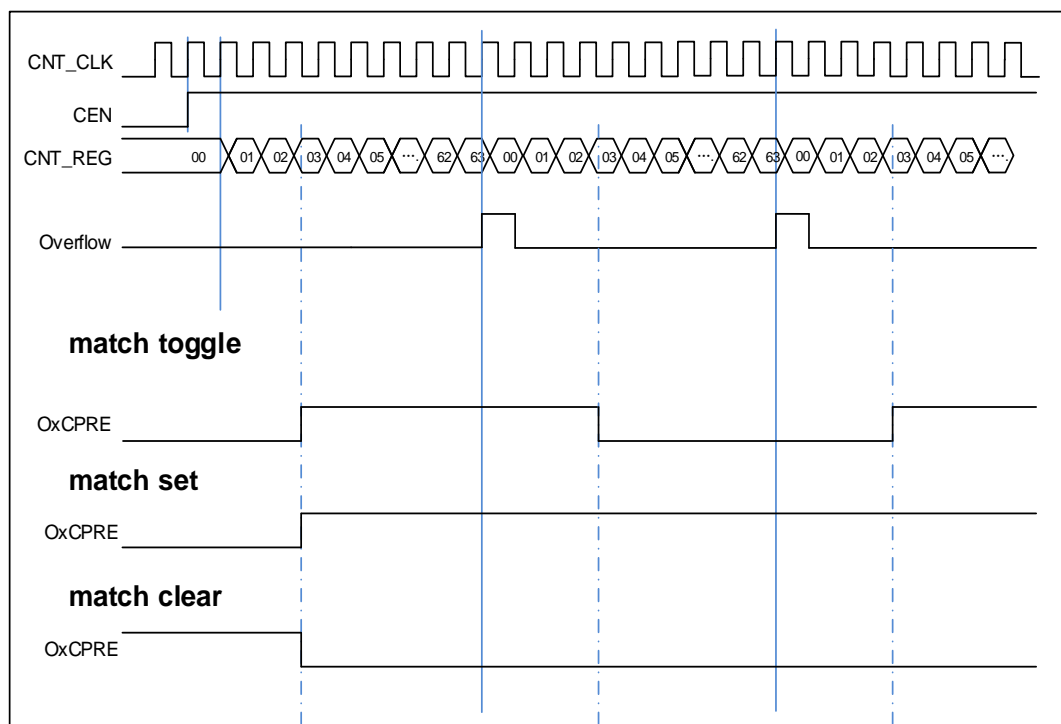 CNT_CLK
CEN
CNT_REG 00 01 02 03 04 05 ···. 62 63 00 01 02 03 04 05 ···. 62 63 00 01 02 03 04 05 ···.
Overflow
match toggle
OxCPRE
match set
OxCPRE
match clear
OxCPRE